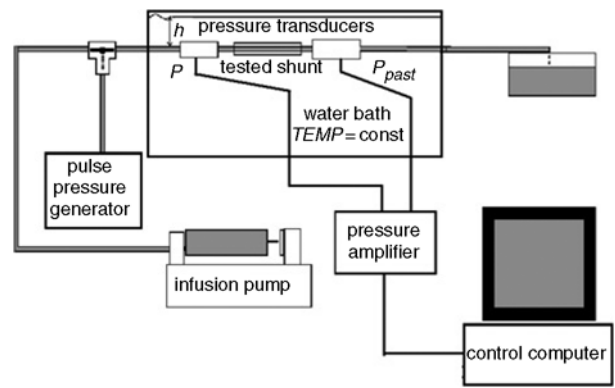 h
pressure transducers
P
tested shunt
P_past
water bath
TEMP = const
pulse
pressure
generator
pressure
amplifier
infusion pump
control computer